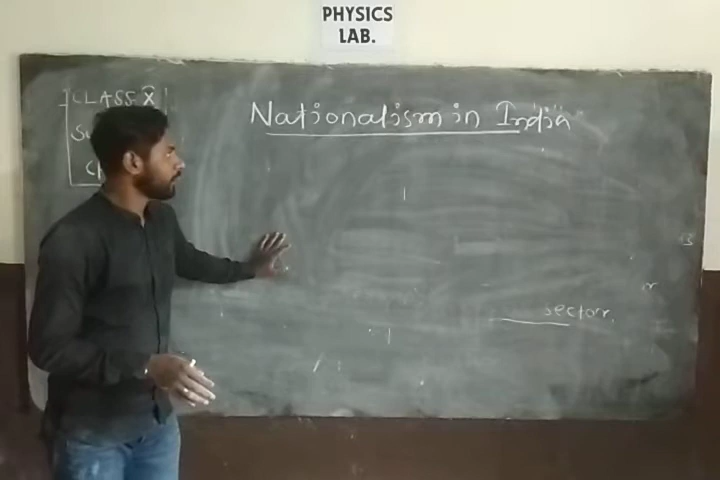 PHYSICS
LAB.
CLASS X
Nationalism in India
sector